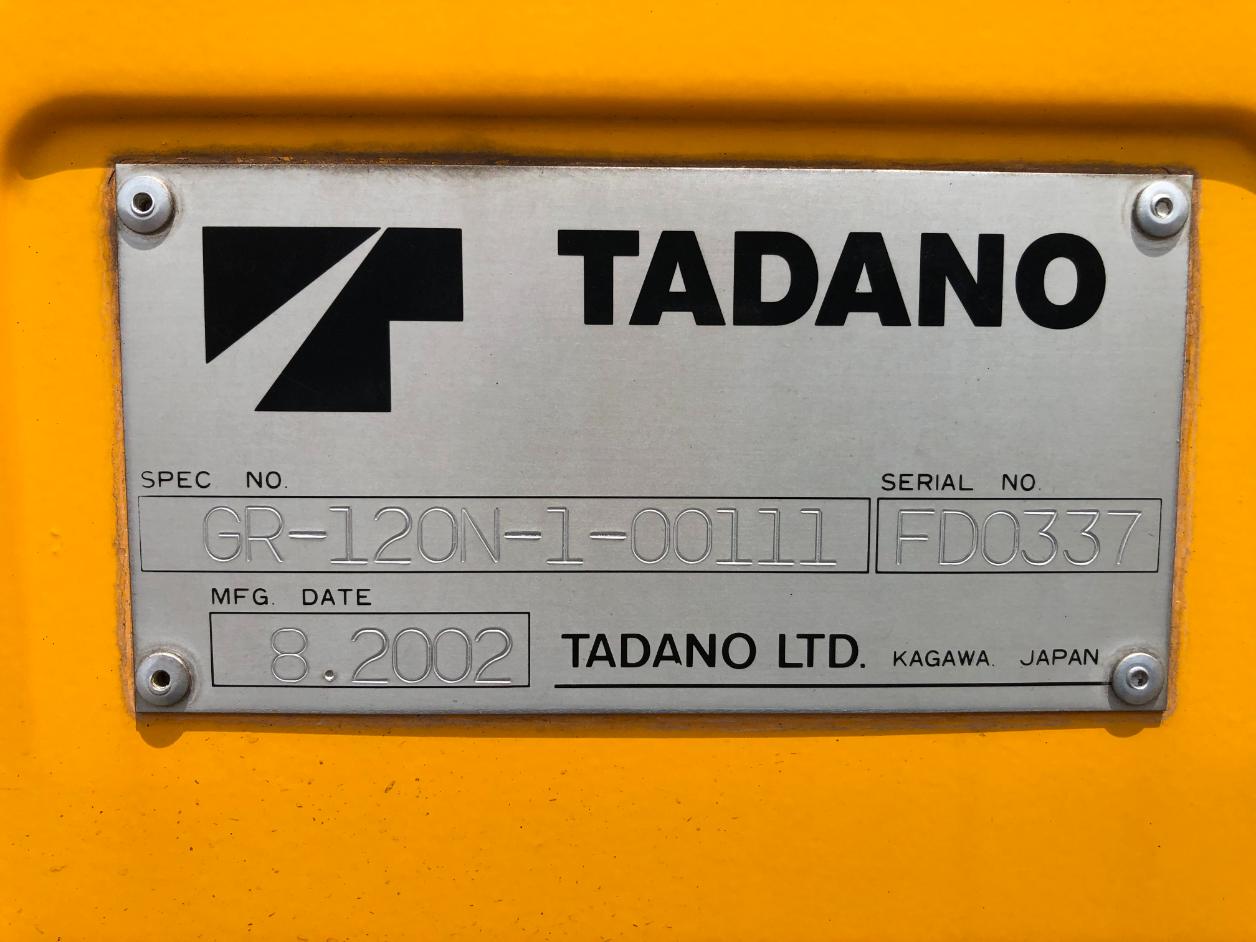 TADANO
SPEC NO. SERIAL NO.
GR-120N-1-00111 FD0337
MFG. DATE
8.2002 TADANO LTD. KAGAWA. JAPAN